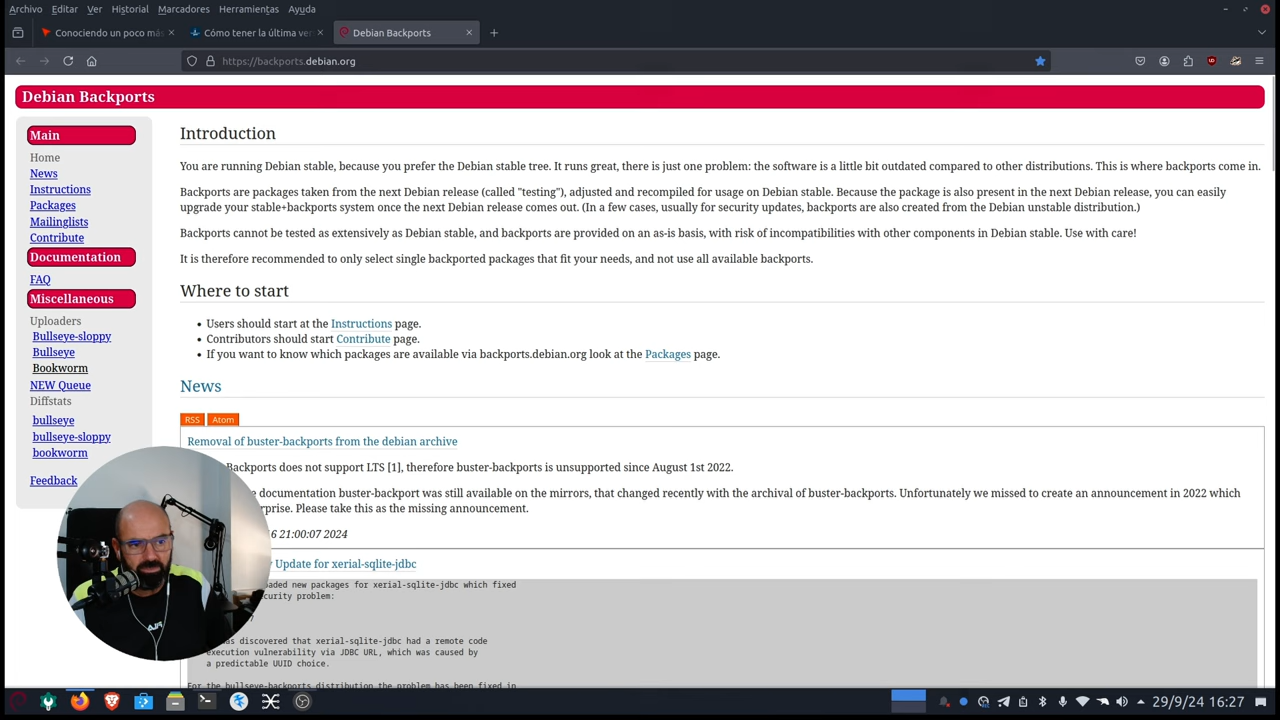 Archivo Editar Ver Historial Marcadores Herramientas Ayuda
Conociendo un poco más
Cómo tener la última ver
Debian Backports
https://backports.debian.org
Debian Backports
Main
Home
News
Instructions
Packages
Mailinglists
Contribute
Documentation
FAQ
Miscellaneous
Uploaders
Bullseye-sloppy
Bullseye
Bookworm
NEW Queue
Diffstats
bullseye
bullseye-sloppy
bookworm
Feedback
Introduction
You are running Debian stable, because you prefer the Debian stable tree. It runs great, there is just one problem: the software is a little bit outdated compared to other distributions. This is where backports come in.
Backports are packages taken from the next Debian release (called "testing"), adjusted and recompiled for usage on Debian stable. Because the package is also present in the next Debian release, you can easily
upgrade your stable+backports system once the next Debian release comes out. (In a few cases, usually for security updates, backports are also created from the Debian unstable distribution.)
Backports cannot be tested as extensively as Debian stable, and backports are provided on an as-is basis, with risk of incompatibilities with other components in Debian stable. Use with care!
It is therefore recommended to only select single backported packages that fit your needs, and not use all available backports.
Where to start
• Users should start at the Instructions page.
• Contributors should start Contribute page.
• If you want to know which packages are available via backports.debian.org look at the Packages page.
News
RSS Atom
Removal of buster-backports from the debian archive
Backports does not support LTS [1], therefore buster-backports is unsupported since August 1st 2022.
documentation buster-backport was still available on the mirrors, that changed recently with the archival of buster-backports. Unfortunately we missed to create an announcement in 2022 which
Please take this as the missing announcement.
21:00:07 2024
Update for xerial-sqlite-jdbc
new packages for xerial-sqlite-jdbc which fixed
problem:
discovered that xerial-sqlite-jdbc had a remote code
execution vulnerability via JDBC URL, which was caused by
a predictable UUID choice.
For the bullseye-backports distribution the problem has been fixed in
29/9/24 16:27